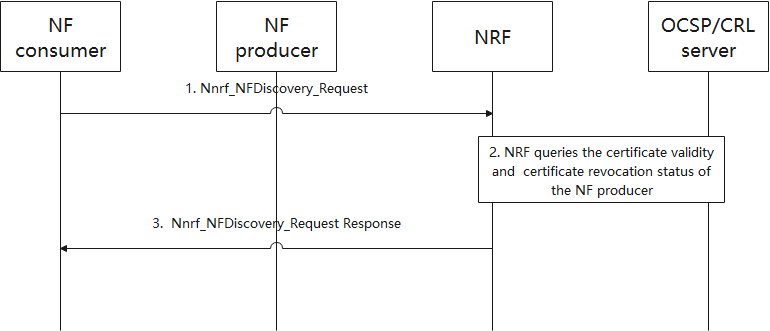 NF
consumer
NF
producer
NRF
OCSP/CRL
server
1. Nnrf_NFDiscovery_Request
2. NRF queries the certificate validity
and certificate revocation status of
the NF producer
3. Nnrf_NFDiscovery_Request Response